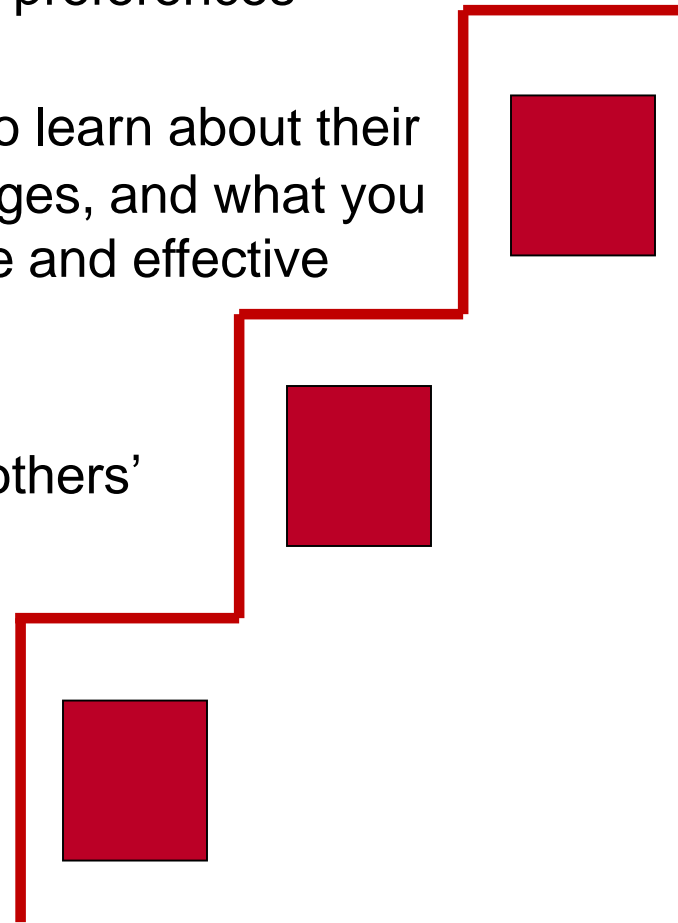 preferences
o learn about their
ges, and what you
e and effective
others’